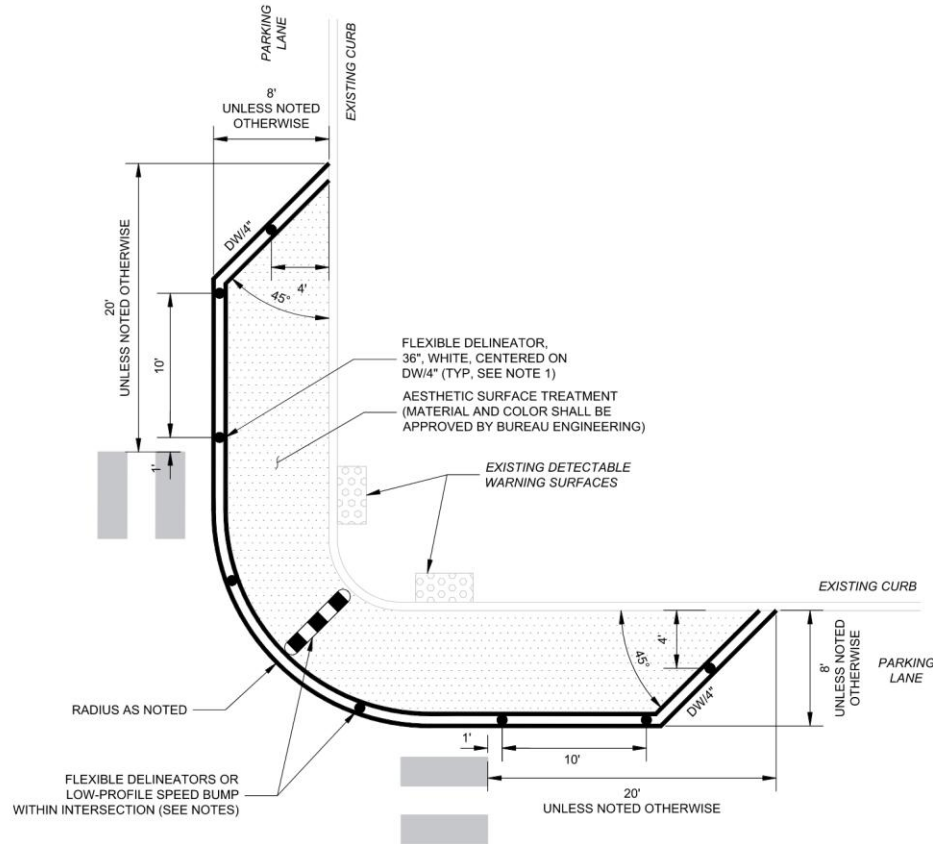 PARKING
LANE
EXISTING CURB
8'
UNLESS NOTED
OTHERWISE
DW/4"
4'
45°
20'
UNLESS NOTED OTHERWISE
10'
1'
FLEXIBLE DELINEATOR,
36", WHITE, CENTERED ON
DW/4" (TYP, SEE NOTE 1)
AESTHETIC SURFACE TREATMENT
(MATERIAL AND COLOR SHALL BE
APPROVED BY BUREAU ENGINEERING)
EXISTING DETECTABLE
WARNING SURFACES
EXISTING CURB
4'
45°
8'
UNLESS NOTED
OTHERWISE
PARKING
LANE
DW/4"
RADIUS AS NOTED
1'
10'
20'
UNLESS NOTED OTHERWISE
FLEXIBLE DELINEATORS OR
LOW-PROFILE SPEED BUMP
WITHIN INTERSECTION (SEE NOTES)